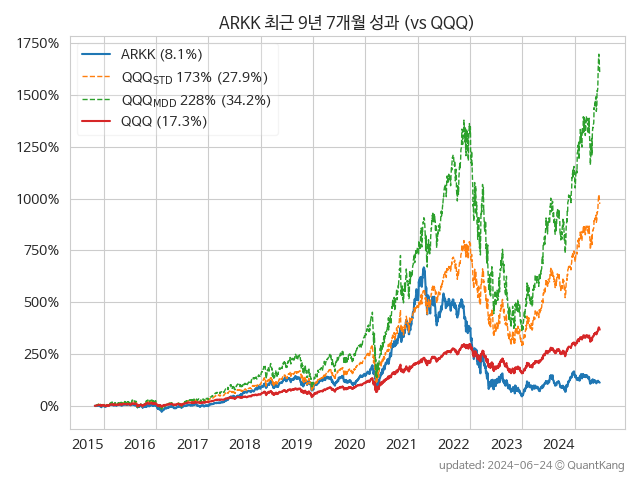 ARKK 최근 9년 7개월 성과 (vs QQQ)
1750%
1500%
1250%
1000%
750%
500%
250%
0%
ARKK (8.1%)
QQQSTD 173% (27.9%)
QQQMDD 228% (34.2%)
QQQ (17.3%)
2015 2016 2017 2018 2019 2020 2021 2022 2023 2024
updated: 2024-06-24 © QuantKang